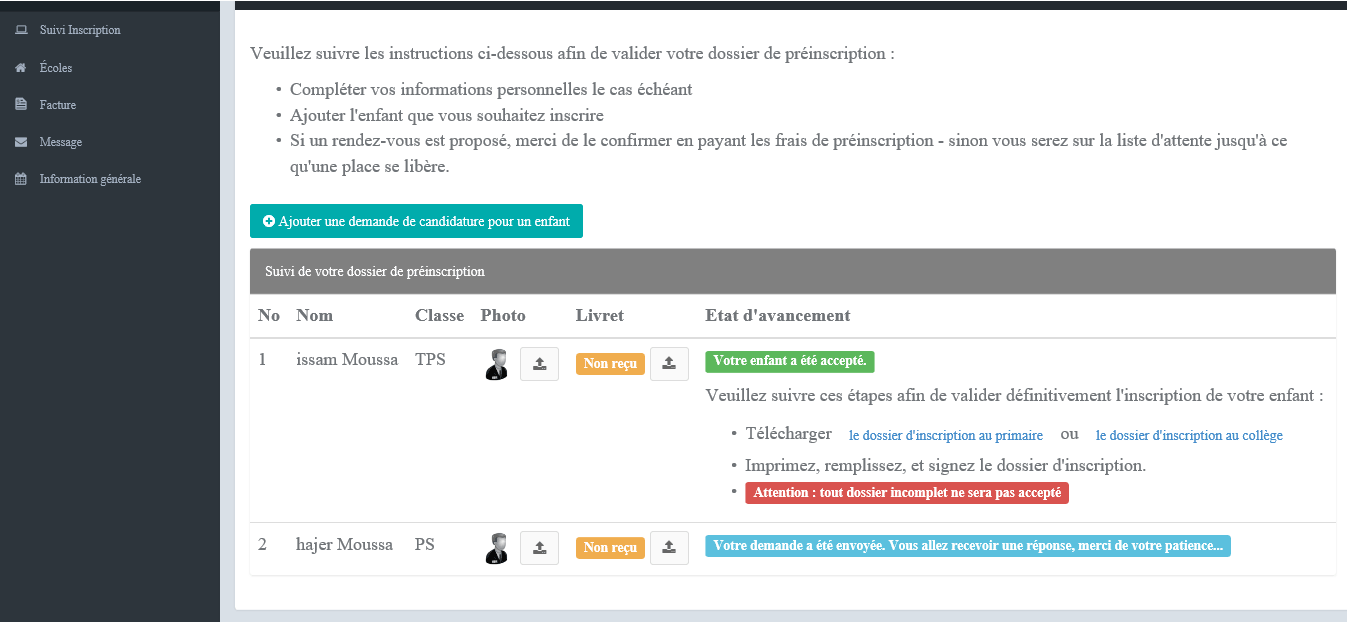 Suivi Inscription
Écoles
Facture
Message
Information générale
Veuillez suivre les instructions ci-dessous afin de valider votre dossier de préinscription :
• Compléter vos informations personnelles le cas échéant
• Ajouter l'enfant que vous souhaitez inscrire
• Si un rendez-vous est proposé, merci de le confirmer en payant les frais de préinscription - sinon vous serez sur la liste d'attente jusqu'à ce
qu'une place se libère.
Ajouter une demande de candidature pour un enfant
Suivi de votre dossier de préinscription
No Nom Classe Photo Livret Etat d'avancement
1 issam Moussa TPS Non reçu Votre enfant a été accepté.
Veuillez suivre ces étapes afin de valider définitivement l'inscription de votre enfant :
• Télécharger le dossier d'inscription au primaire ou le dossier d'inscription au collège
• Imprimez, remplissez, et signez le dossier d'inscription.
• Attention : tout dossier incomplet ne sera pas accepté
2 hajer Moussa PS Non reçu Votre demande a été envoyée. Vous allez recevoir une réponse, merci de votre patience...